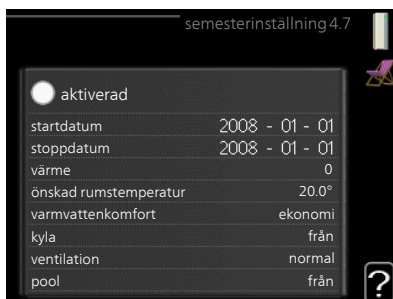 semesterinställning 4.7
aktiverad
startdatum 2008 - 01 - 01
stoppdatum 2008 - 01 - 01
värme 0
önskad rumstemperatur 20.0°
varmvattenkomfort ekonomi
kyla från
ventilation normal
pool från
?